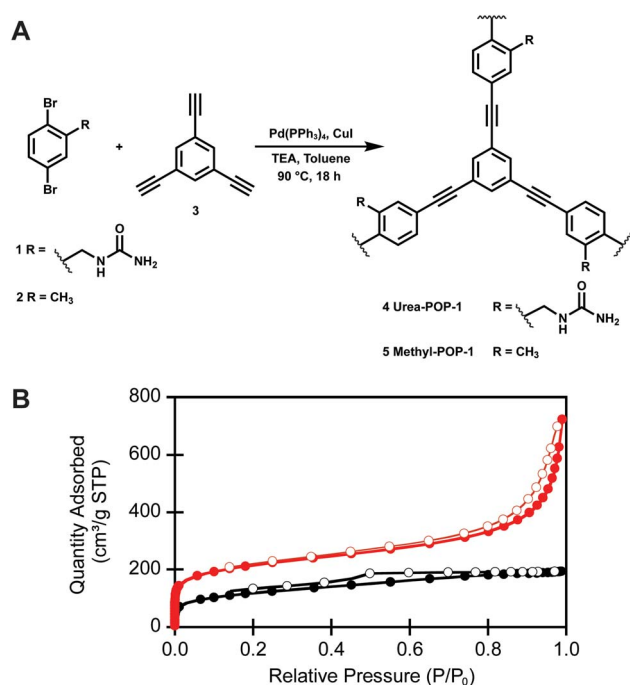 A
Br
R
Br
+
3
Pd(PPh₃)₄, CuI
TEA, Toluene
90 °C, 18 h
R
R
R
1 R =
O
N
H
NH₂
2 R = CH₃
4 Urea-POP-1 R =
O
N
H
NH₂
5 Methyl-POP-1 R = CH₃
B
Quantity Adsorbed
(cm³/g STP)
800
600
400
200
0
0.0 0.2 0.4 0.6 0.8 1.0
Relative Pressure (P/P₀)